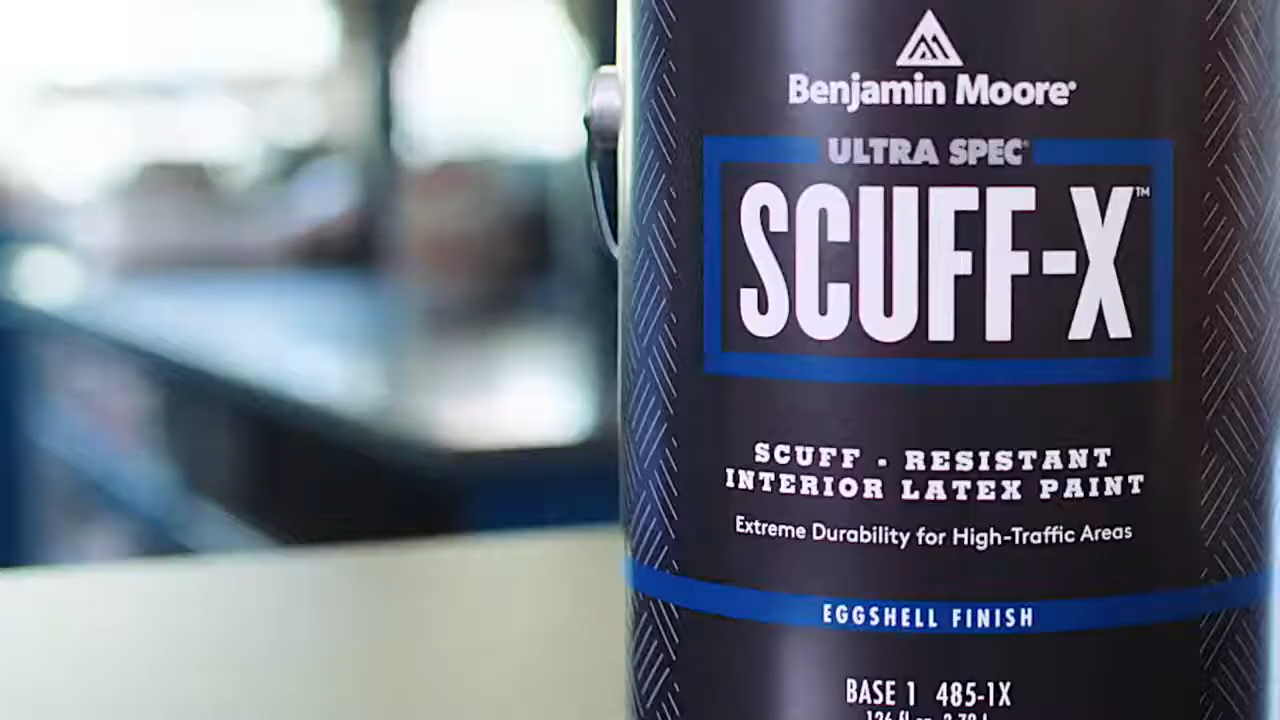 Benjamin Moore®
ULTRA SPEC®
SCUFF-X™
SCUFF - RESISTANT
INTERIOR LATEX PAINT
Extreme Durability for High-Traffic Areas
EGGSHELL FINISH
BASE 1 485-1X